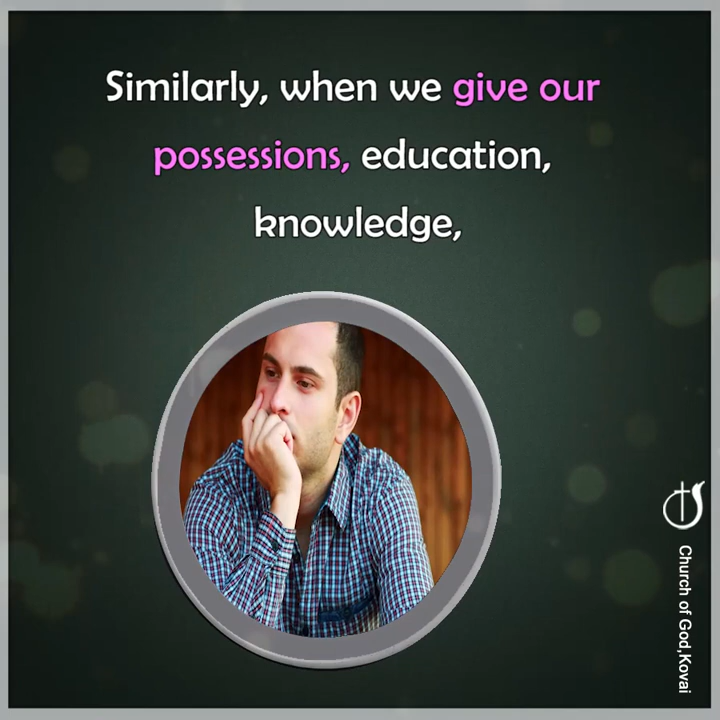 Similarly, when we give our
possessions, education,
knowledge,
Church of God,Kovai